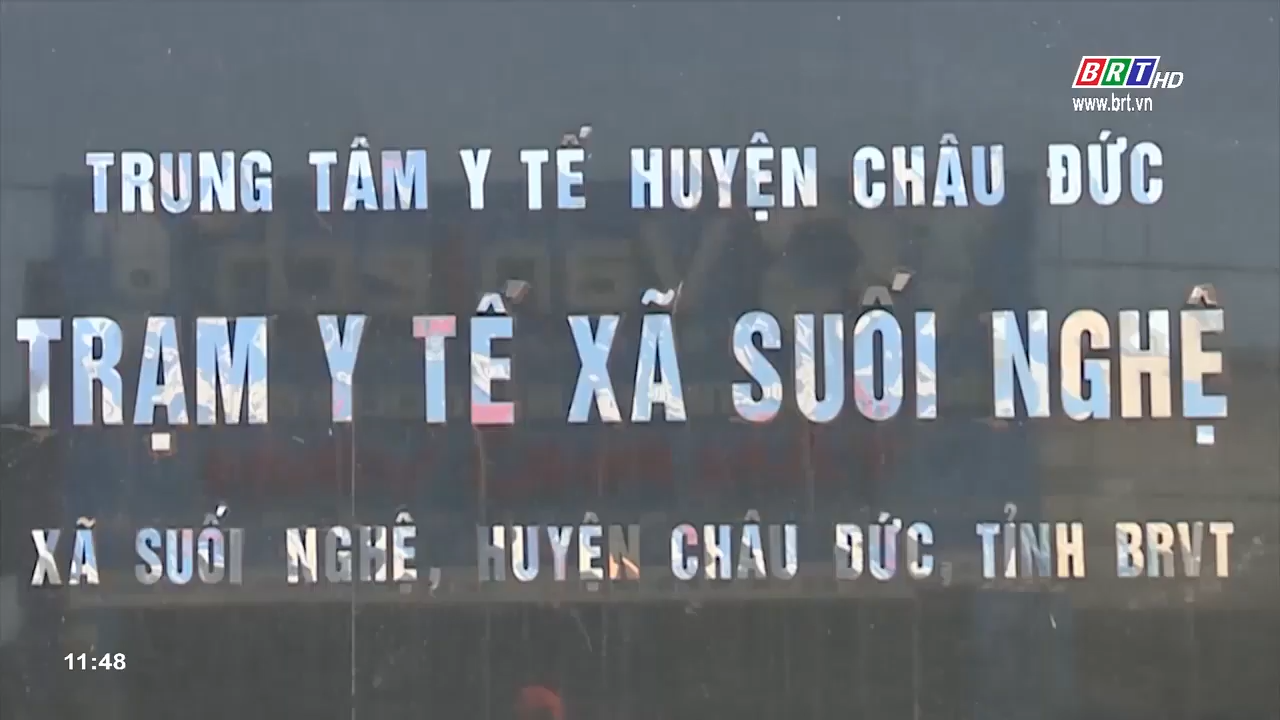 BRT HD
www.brt.vn
TRUNG TÂM Y TẾ HUYỆN CHÂU ĐỨC
TRẠM Y TẾ XÃ SUỐI NGHỆ
XÃ SUỐI NGHỆ, HUYỆN CHÂU ĐỨC, TỈNH BRVT
11:48